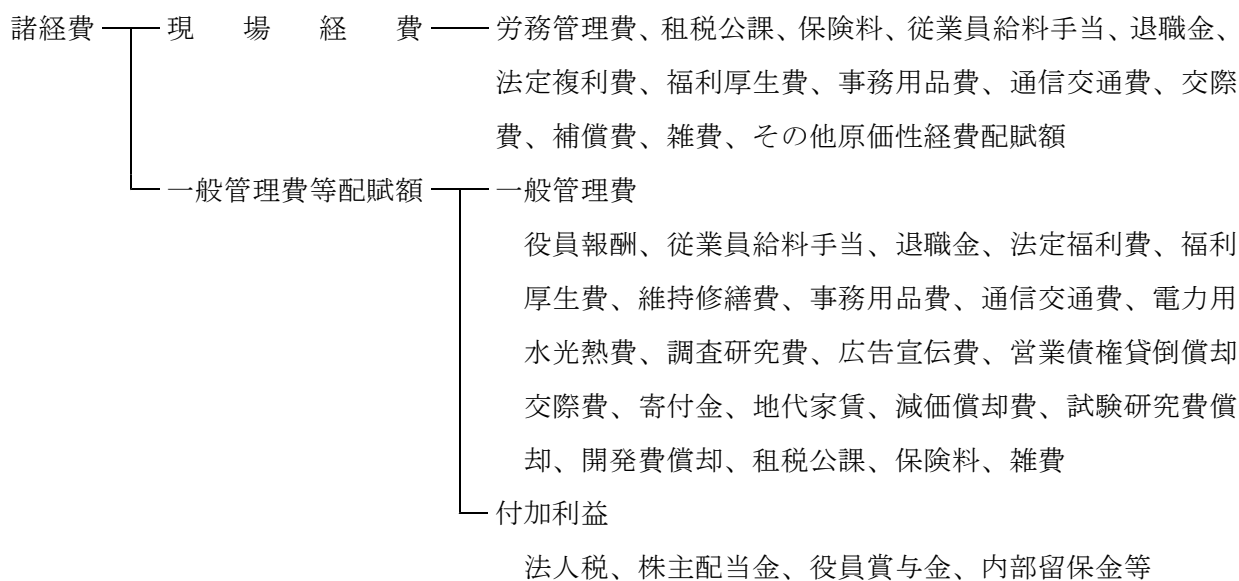 諸経費 現場経費 労務管理費、租税公課、保険料、従業員給料手当、退職金、
法定複利費、福利厚生費、事務用品費、通信交通費、交際
費、補償費、雑費、その他原価性経費配賦額
一般管理費等配賦額 一般管理費
役員報酬、従業員給料手当、退職金、法定福利費、福利
厚生費、維持修繕費、事務用品費、通信交通費、電力用
水光熱費、調査研究費、広告宣伝費、営業債権貸倒償却
交際費、寄付金、地代家賃、減価償却費、試験研究費償
却、開発費償却、租税公課、保険料、雑費
付加利益
法人税、株主配当金、役員賞与金、内部留保金等